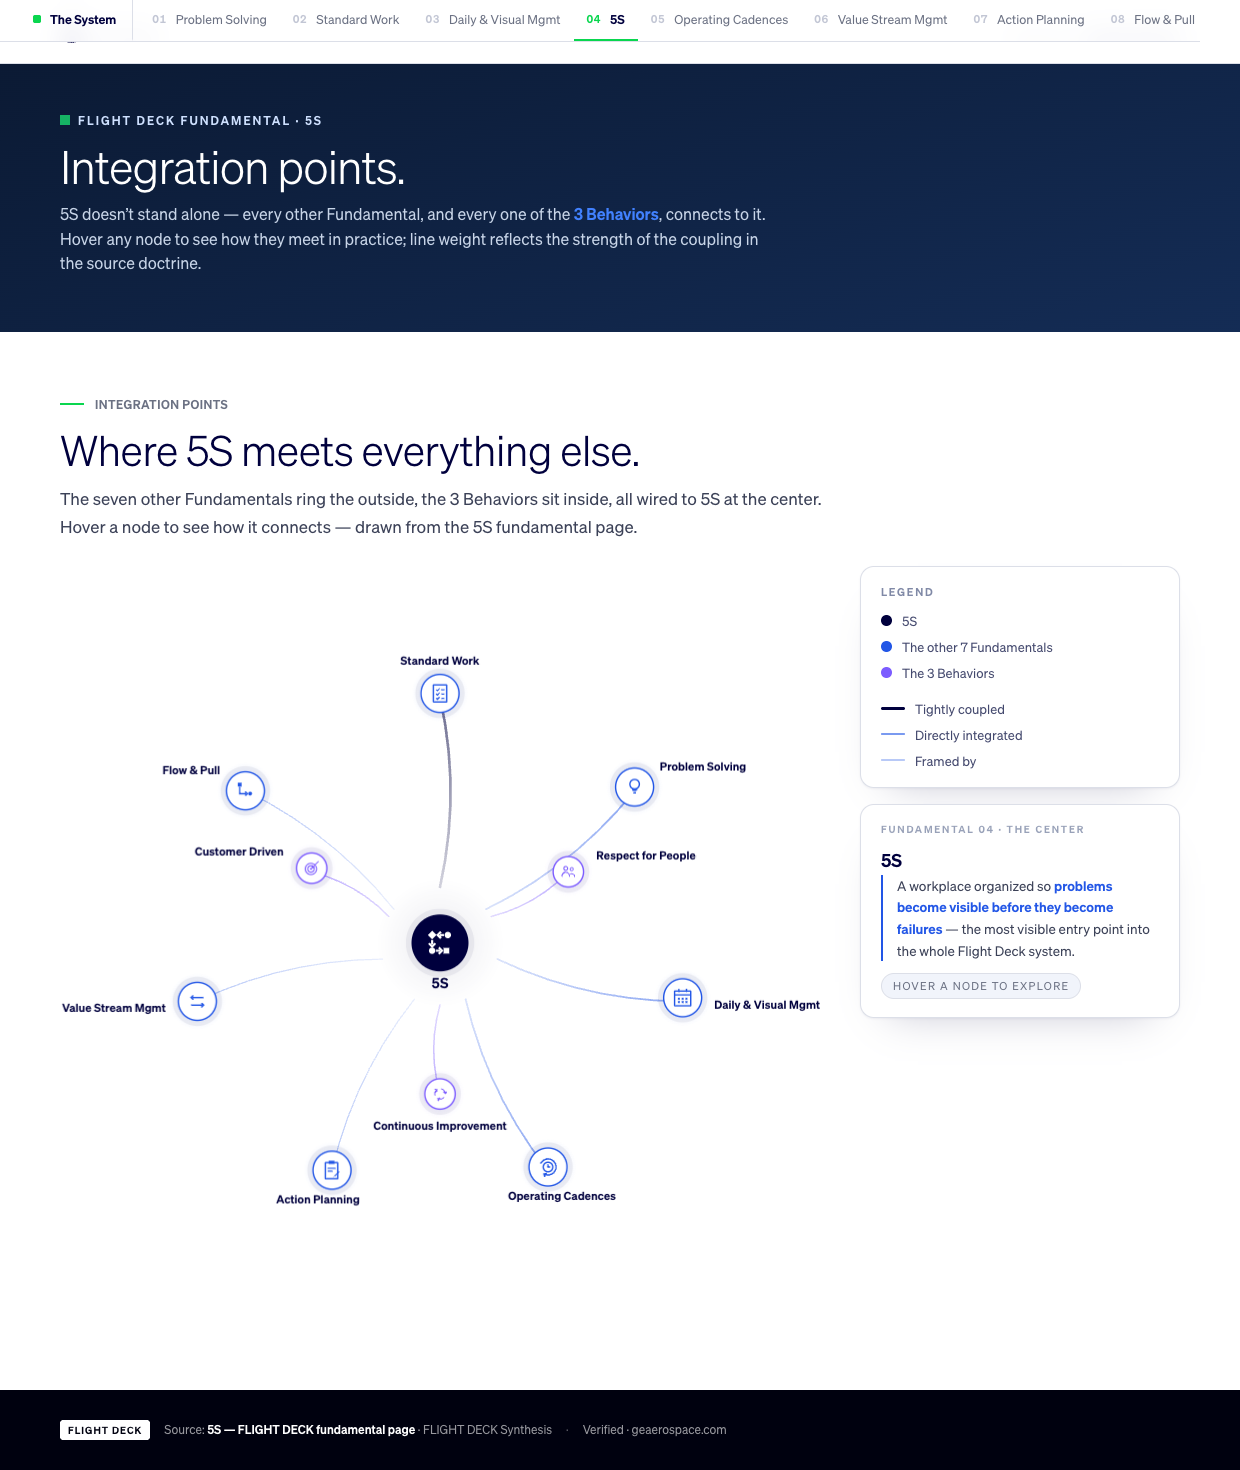 The System
01 Problem Solving
02 Standard Work
03 Daily & Visual Mgmt
04 5S
05 Operating Cadences
06 Value Stream Mgmt
07 Action Planning
08 Flow & Pull
FLIGHT DECK FUNDAMENTAL · 5S
Integration points.
5S doesn’t stand alone — every other Fundamental, and every one of the 3 Behaviors, connects to it.
Hover any node to see how they meet in practice; line weight reflects the strength of the coupling in
the source doctrine.
INTEGRATION POINTS
Where 5S meets everything else.
The seven other Fundamentals ring the outside, the 3 Behaviors sit inside, all wired to 5S at the center.
Hover a node to see how it connects — drawn from the 5S fundamental page.
Standard Work
Flow & Pull
Problem Solving
Customer Driven
Respect for People
5S
Value Stream Mgmt
Daily & Visual Mgmt
Continuous Improvement
Action Planning
Operating Cadences
LEGEND
5S
The other 7 Fundamentals
The 3 Behaviors
Tightly coupled
Directly integrated
Framed by
FUNDAMENTAL 04 · THE CENTER
5S
A workplace organized so problems
become visible before they become
failures — the most visible entry point into
the whole Flight Deck system.
HOVER A NODE TO EXPLORE
FLIGHT DECK
Source: 5S — FLIGHT DECK fundamental page · FLIGHT DECK Synthesis · Verified · geaerospace.com